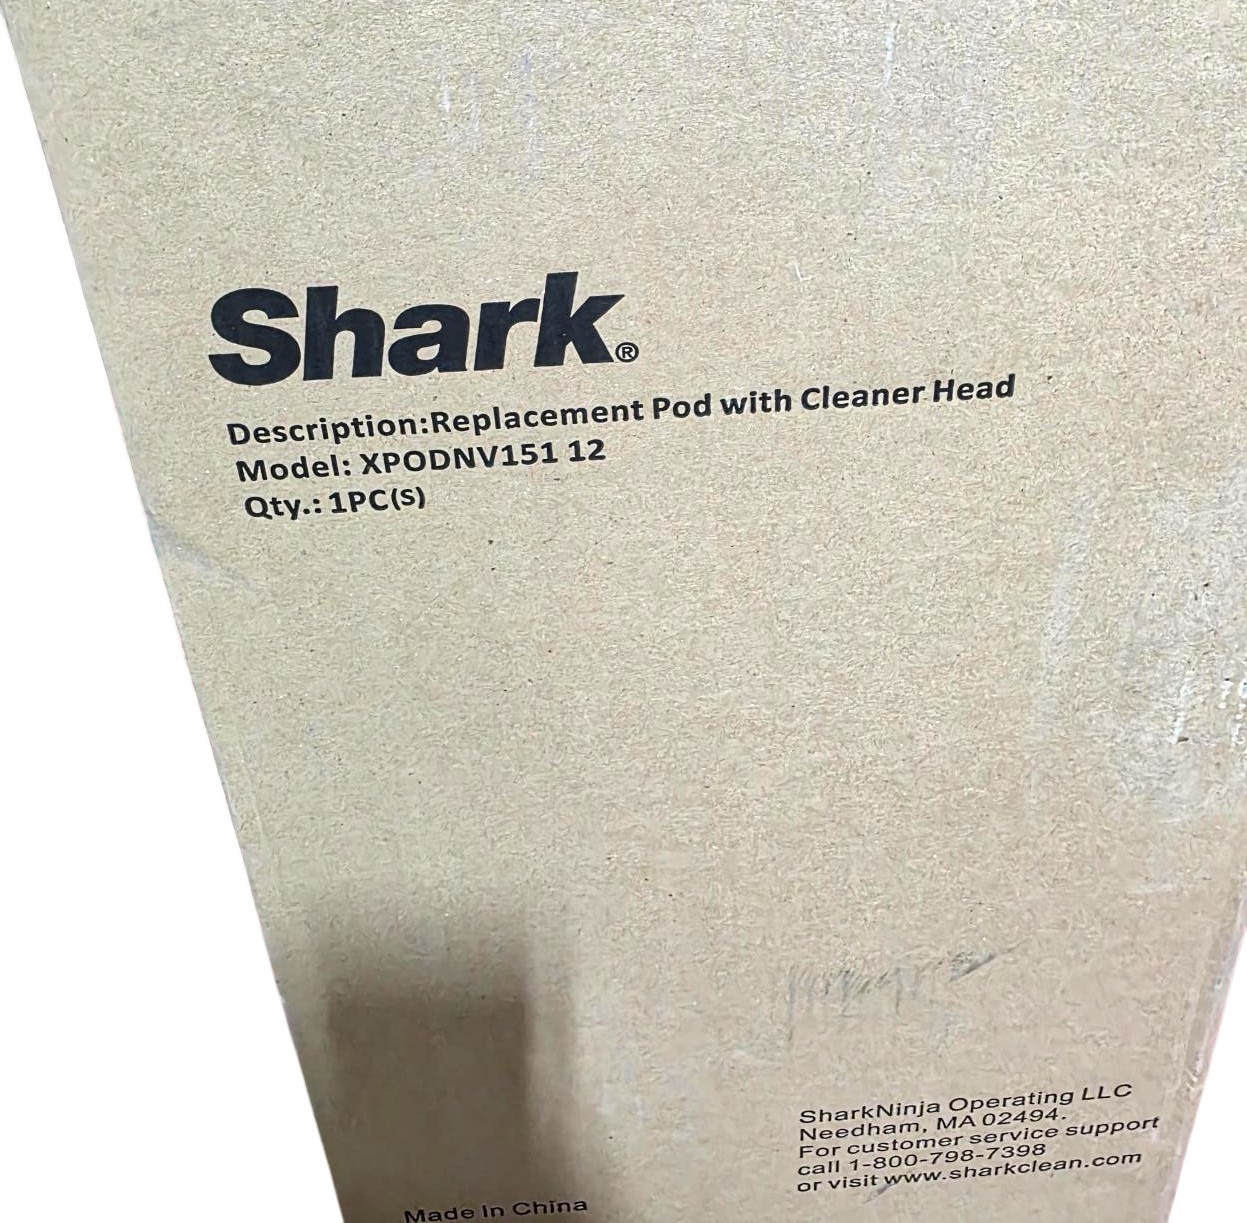 Shark®
Description:Replacement Pod with Cleaner Head
Model: XPODNV151 12
Qty.: 1PC(s)
SharkNinja Operating LLC
Needham, MA 02494.
For customer service support
call 1-800-798-7398
or visit www.sharkclean.com
Made In China